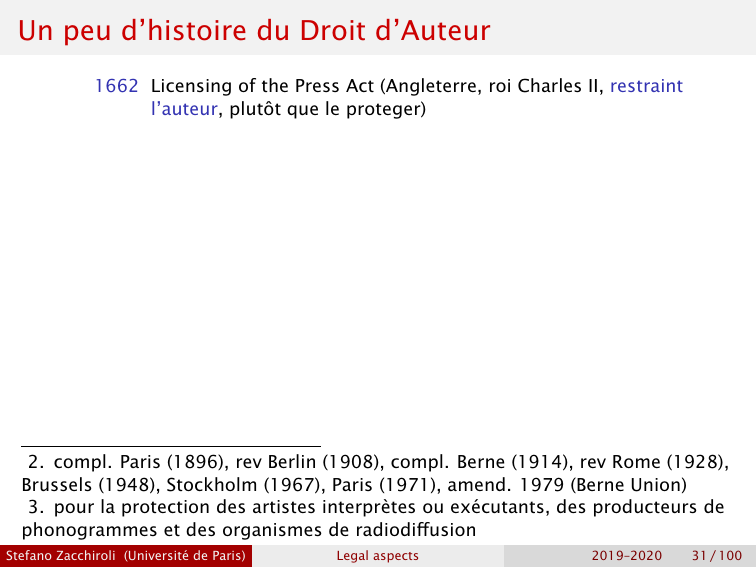 Un peu d’histoire du Droit d’Auteur
1662 Licensing of the Press Act (Angleterre, roi Charles II, restraint
l’auteur, plutôt que le proteger)
2. compl. Paris (1896), rev Berlin (1908), compl. Berne (1914), rev Rome (1928),
Brussels (1948), Stockholm (1967), Paris (1971), amend. 1979 (Berne Union)
3. pour la protection des artistes interprètes ou exécutants, des producteurs de
phonogrammes et des organismes de radiodiffusion
Stefano Zacchiroli (Université de Paris) Legal aspects 2019–2020 31 / 100